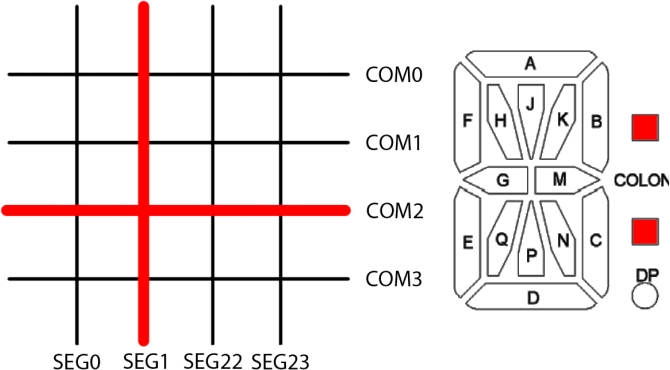 COM0
COM1
COM2
COM3
SEG0 SEG1 SEG22 SEG23
A
F H J K B
G M COLON
E Q P N C
D
DP